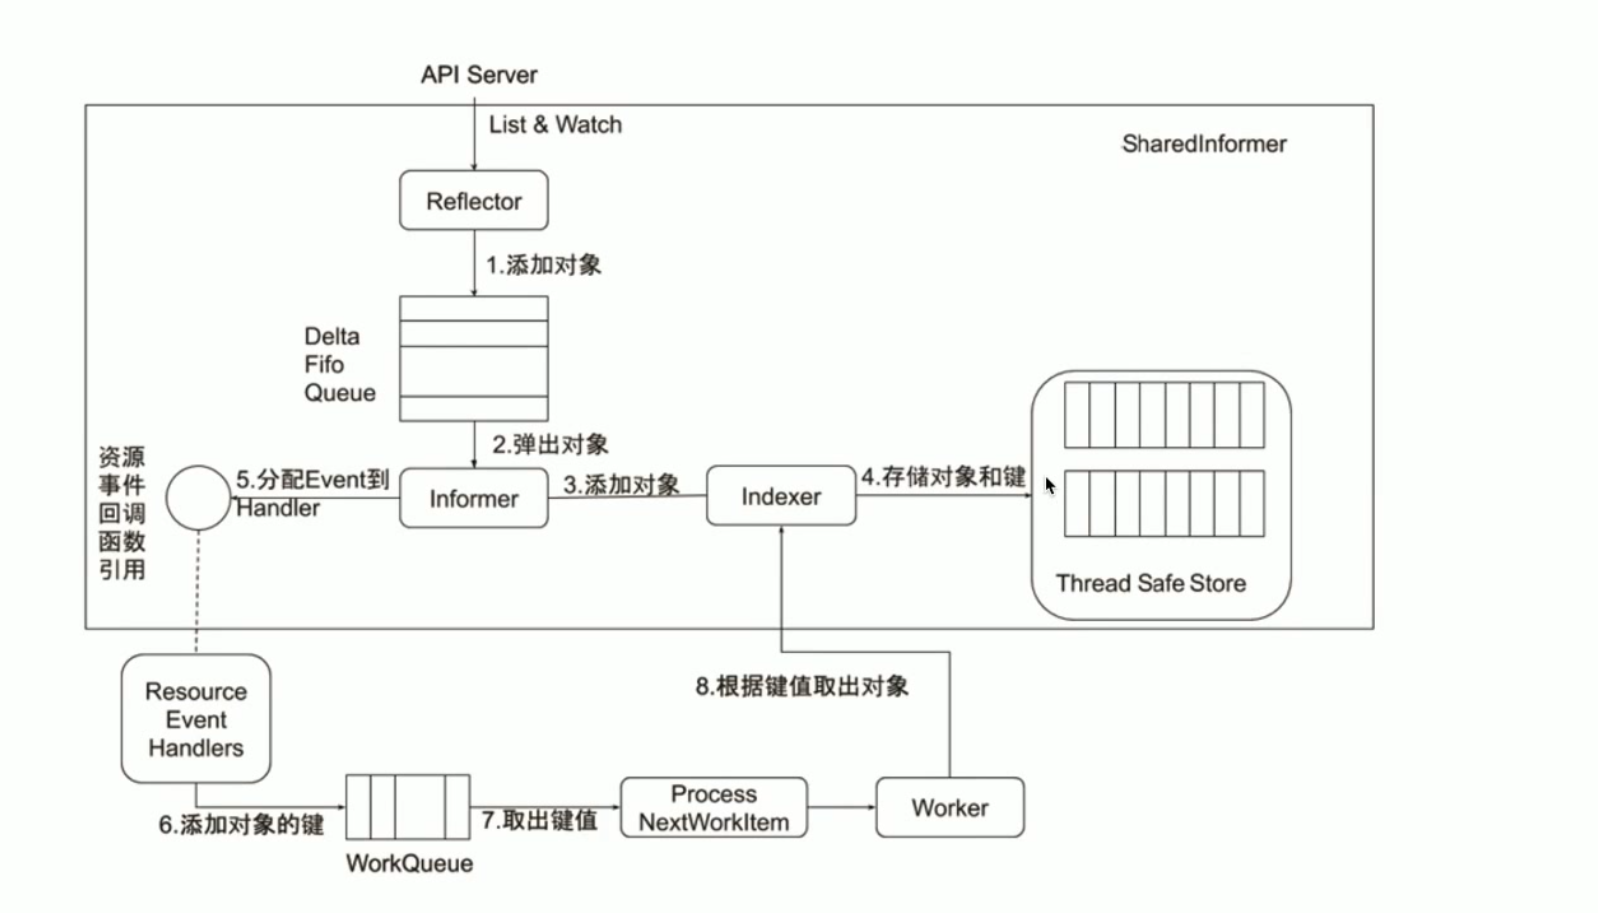 API Server
List & Watch
SharedInformer
Reflector
1.添加对象
Delta
Fifo
Queue
2.弹出对象
资源
事件
回调
函数
引用
5.分配Event到
Handler
Informer
3.添加对象
Indexer
4.存储对象和键
Thread Safe Store
Resource
Event
Handlers
8.根据键值取出对象
6.添加对象的键
WorkQueue
7.取出键值
Process
NextWorkItem
Worker